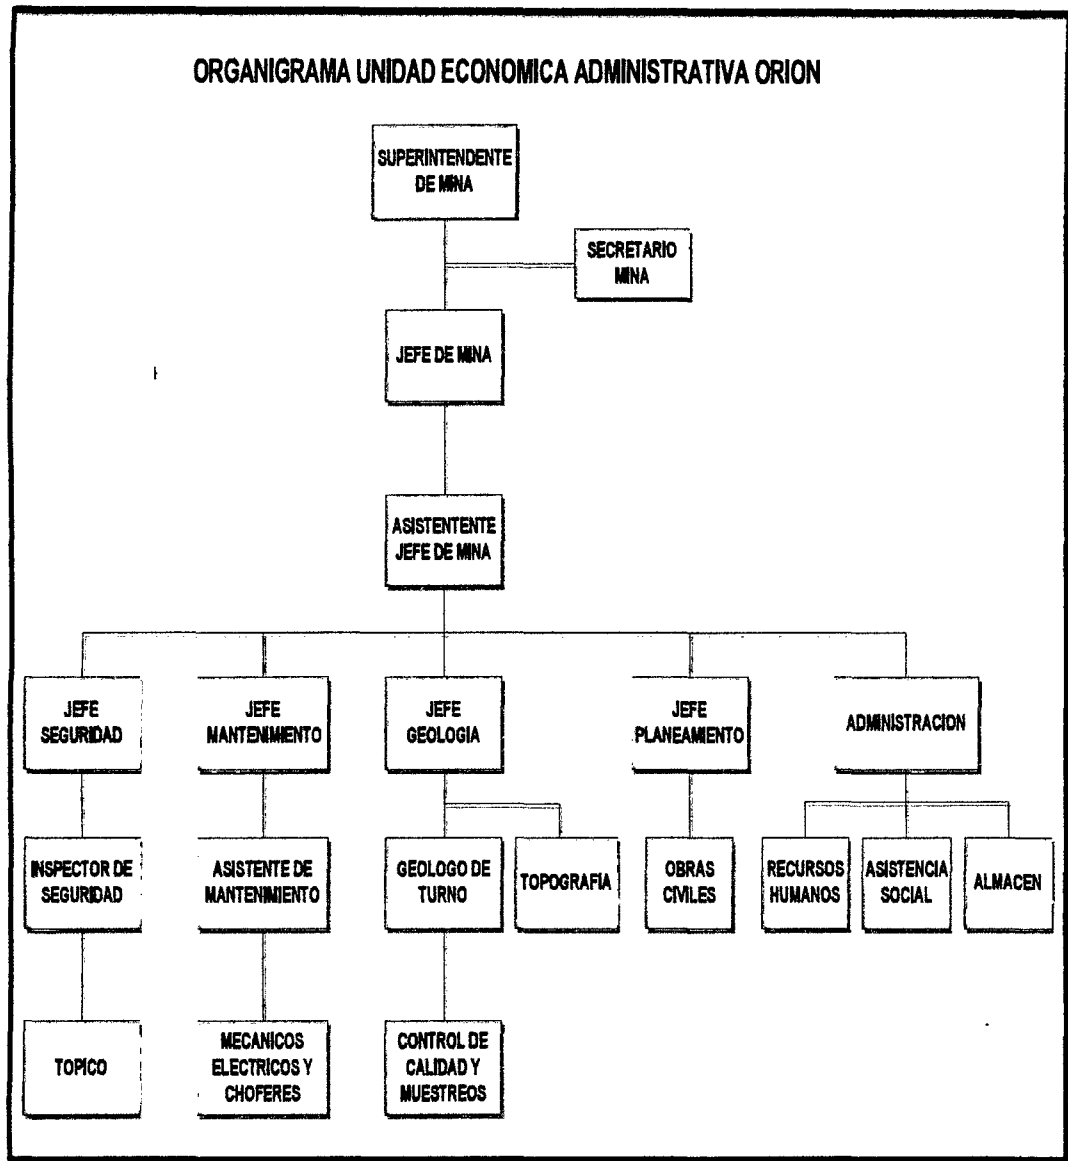 ORGANIGRAMA UNIDAD ECONOMICA ADMINISTRATIVA ORION
SUPERINTENDENTE
DE MINA
SECRETARIO
MINA
JEFE DE MINA
ASISTENTENTE
JEFE DE MINA
JEFE
SEGURIDAD
JEFE
MANTENIMIENTO
JEFE
GEOLOGIA
JEFE
PLANEAMIENTO
ADMINISTRACION
INSPECTOR DE
SEGURIDAD
ASISTENTE DE
MANTENIMIENTO
GEOLOGO DE
TURNO
TOPOGRAFIA
OBRAS
CIVILES
RECURSOS
HUMANOS
ASISTENCIA
SOCIAL
ALMACEN
TOPICO
MECANICOS
ELECTRICOS Y
CHOFERES
CONTROL DE
CALIDAD Y
MUESTREOS